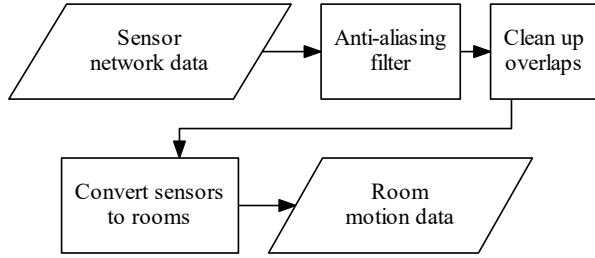 Sensor
network data
Anti-aliasing
filter
Clean up
overlaps
Convert sensors
to rooms
Room
motion data